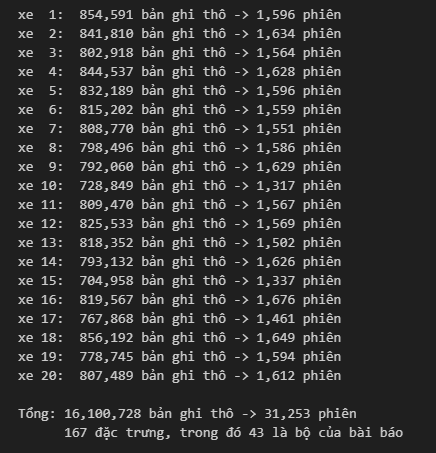 xe 1: 854,591 bản ghi thô -> 1,596 phiên
xe 2: 841,810 bản ghi thô -> 1,634 phiên
xe 3: 802,918 bản ghi thô -> 1,564 phiên
xe 4: 844,537 bản ghi thô -> 1,628 phiên
xe 5: 832,189 bản ghi thô -> 1,596 phiên
xe 6: 815,202 bản ghi thô -> 1,559 phiên
xe 7: 808,770 bản ghi thô -> 1,551 phiên
xe 8: 798,496 bản ghi thô -> 1,586 phiên
xe 9: 792,060 bản ghi thô -> 1,629 phiên
xe 10: 728,849 bản ghi thô -> 1,317 phiên
xe 11: 809,470 bản ghi thô -> 1,567 phiên
xe 12: 825,533 bản ghi thô -> 1,569 phiên
xe 13: 818,352 bản ghi thô -> 1,502 phiên
xe 14: 793,132 bản ghi thô -> 1,626 phiên
xe 15: 704,958 bản ghi thô -> 1,337 phiên
xe 16: 819,567 bản ghi thô -> 1,676 phiên
xe 17: 767,868 bản ghi thô -> 1,461 phiên
xe 18: 856,192 bản ghi thô -> 1,649 phiên
xe 19: 778,745 bản ghi thô -> 1,594 phiên
xe 20: 807,489 bản ghi thô -> 1,612 phiên
Tổng: 16,100,728 bản ghi thô -> 31,253 phiên
167 đặc trưng, trong đó 43 là bộ của bài báo